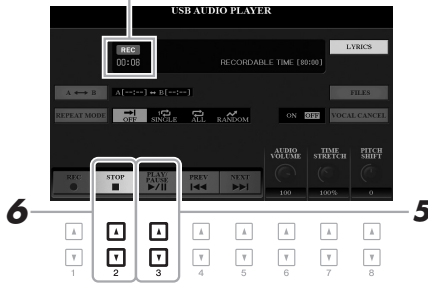 USB AUDIO PLAYER
REC
00:08
RECORDABLE TIME [80:00]
LYRICS
A ⟷ B
A[--:--] ↔ B[--:--]
FILES
REPEAT MODE
OFF
SINGLE
ALL
RANDOM
ON OFF
VOCAL CANCEL
AUDIO VOLUME
TIME STRETCH
PITCH SHIFT
REC
STOP
PLAY/PAUSE
PREV
NEXT
100
100%
0
6
5
1 2 3 4 5 6 7 8